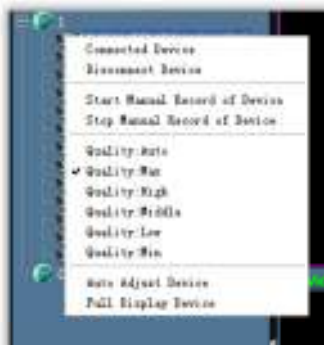 1
Connected Device
Disconnect Device
Start Manual Record of Device
Stop Manual Record of Device
Quality:Auto
Quality:Max
Quality:High
Quality:Middle
Quality:Low
Quality:Min
Auto Adjust Device
Full Display Device